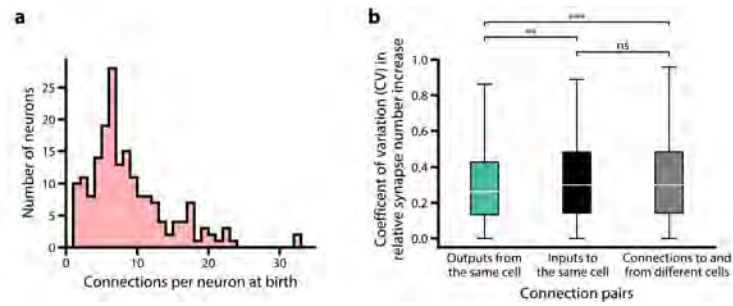 a
Number of neurons
25
20
15
10
5
0
0
10
20
30
Connections per neuron at birth
b
ns
Coefficent of variation (CV) in
relative synapse number increase
1.0
0.8
0.6
0.4
0.2
0.0
Outputs from
the same cell
Inputs to
the same cell
Connections to and
from different cells
Connection pairs